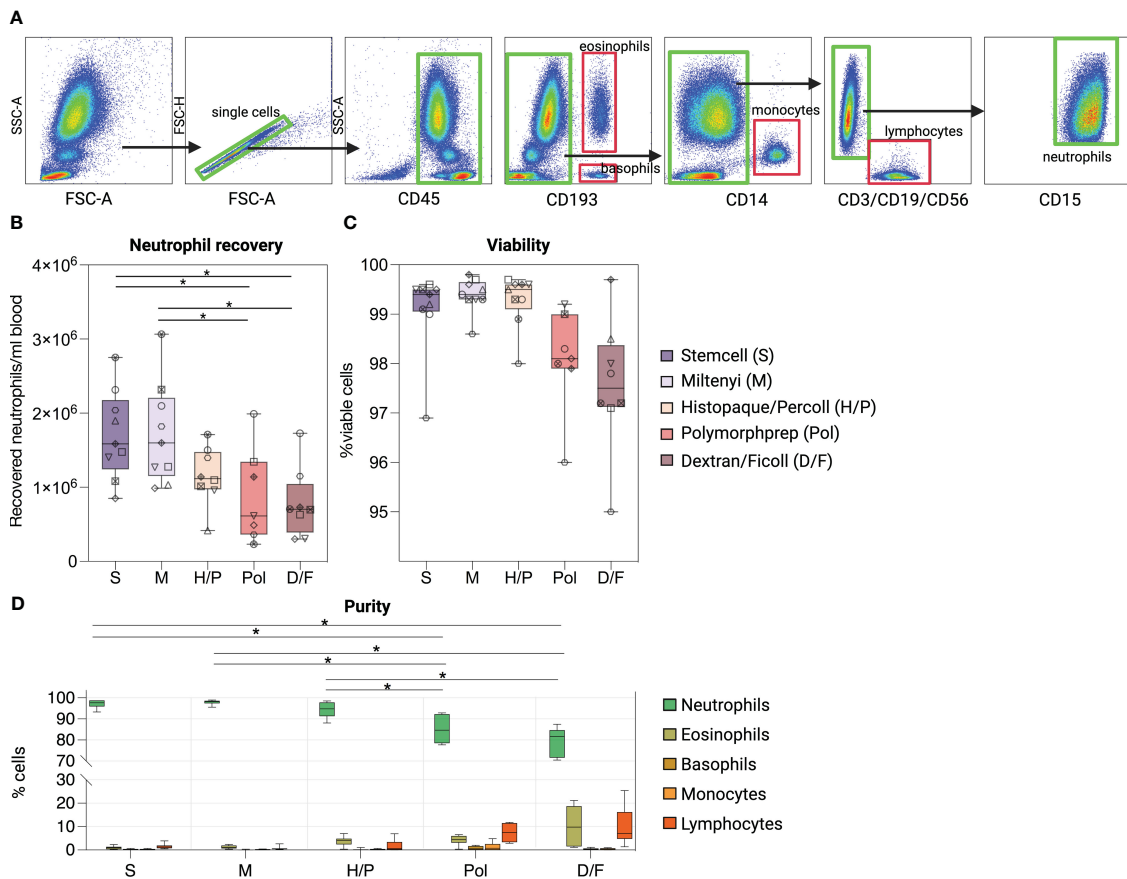 A
SSC-A
FSC-A
FSC-H
single cells
FSC-A
SSC-A
CD45
eosinophils
basophils
CD193
monocytes
CD14
lymphocytes
CD3/CD19/CD56
neutrophils
CD15
B
Neutrophil recovery
Recovered neutrophils/ml blood
4×10⁶
3×10⁶
2×10⁶
1×10⁶
0
* * * *
S M H/P Pol D/F
C
Viability
%viable cells
100
99
98
97
96
95
S M H/P Pol D/F
Stemcell (S)
Miltenyi (M)
Histopaque/Percoll (H/P)
Polymorphprep (Pol)
Dextran/Ficoll (D/F)
D
Purity
* * * * * *
% cells
100
90
80
70
30
20
10
0
S M H/P Pol D/F
Neutrophils
Eosinophils
Basophils
Monocytes
Lymphocytes